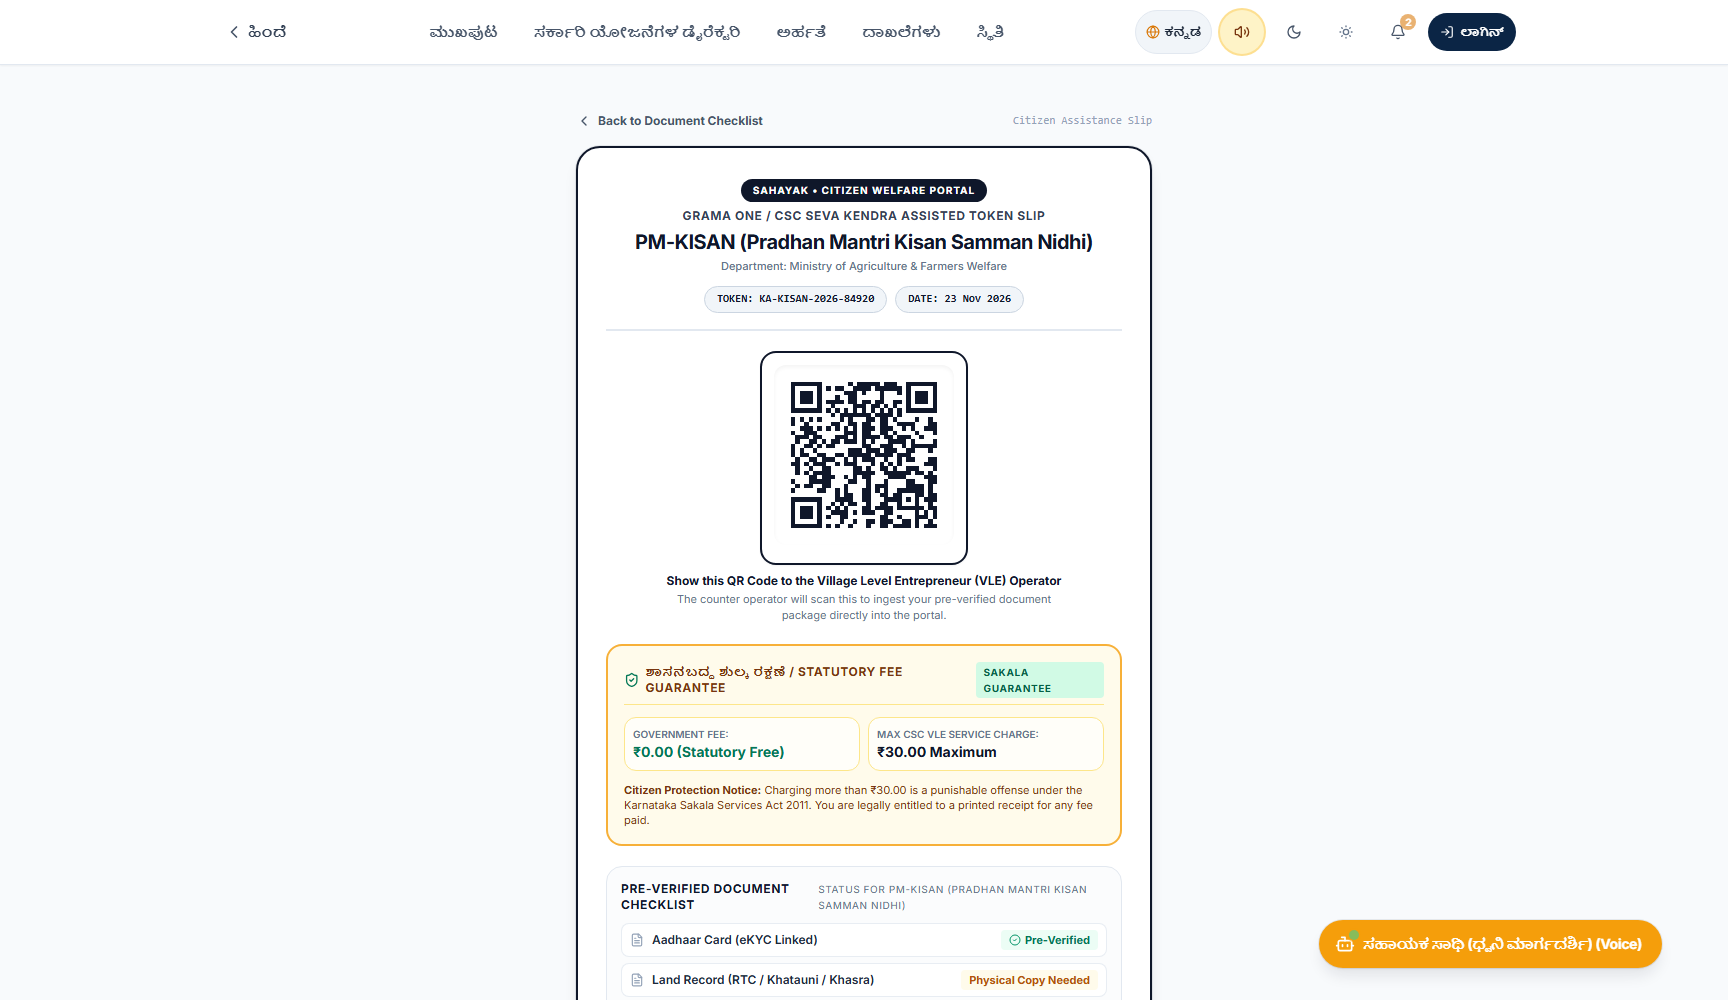 ಹಿಂದೆ
ಮುಖಪುಟ
ಸರ್ಕಾರಿ ಯೋಜನೆಗಳ ಡೈರೆಕ್ಟರಿ
ಅರ್ಹತೆ
ದಾಖಲೆಗಳು
ಸ್ಥಿತಿ
ಕನ್ನಡ
2
ಲಾಗಿನ್
Back to Document Checklist
Citizen Assistance Slip
SAHAYAK • CITIZEN WELFARE PORTAL
GRAMA ONE / CSC SEVA KENDRA ASSISTED TOKEN SLIP
PM-KISAN (Pradhan Mantri Kisan Samman Nidhi)
Department: Ministry of Agriculture & Farmers Welfare
TOKEN: KA-KISAN-2026-84920
DATE: 23 Nov 2026
Show this QR Code to the Village Level Entrepreneur (VLE) Operator
The counter operator will scan this to ingest your pre-verified document
package directly into the portal.
ಶಾಸನಬದ್ಧ ಶುಲ್ಕ ರಕ್ಷಣೆ / STATUTORY FEE
GUARANTEE
SAKALA
GUARANTEE
GOVERNMENT FEE:
₹0.00 (Statutory Free)
MAX CSC VLE SERVICE CHARGE:
₹30.00 Maximum
Citizen Protection Notice: Charging more than ₹30.00 is a punishable offense under the
Karnataka Sakala Services Act 2011. You are legally entitled to a printed receipt for any fee
paid.
PRE-VERIFIED DOCUMENT
CHECKLIST
STATUS FOR PM-KISAN (PRADHAN MANTRI KISAN
SAMMAN NIDHI)
Aadhaar Card (eKYC Linked)
Pre-Verified
Land Record (RTC / Khatauni / Khasra)
Physical Copy Needed
ಸಹಾಯಕ ಸಾಥಿ (ಧ್ವನಿ ಮಾರ್ಗದರ್ಶಿ) (Voice)